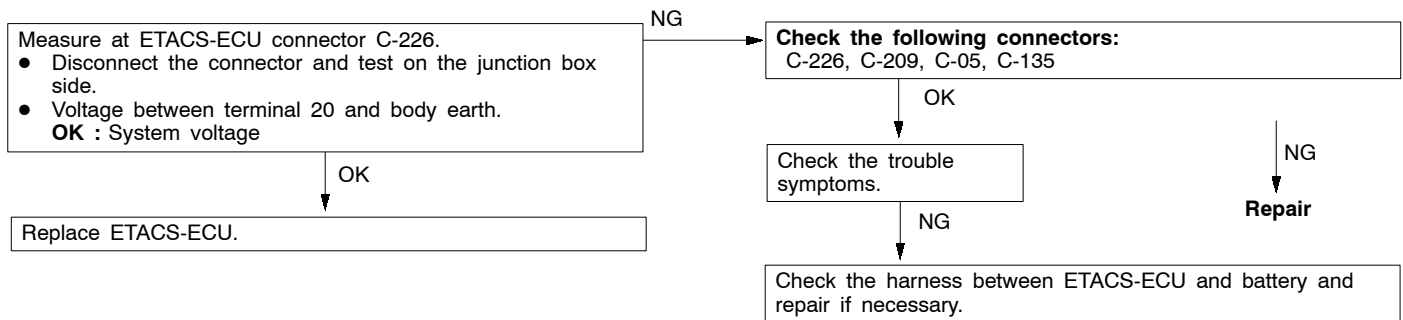 Measure at ETACS-ECU connector C-226.
● Disconnect the connector and test on the junction box
side.
● Voltage between terminal 20 and body earth.
OK : System voltage
NG
Check the following connectors:
C-226, C-209, C-05, C-135
OK
Check the trouble
symptoms.
NG
Repair
NG
Check the harness between ETACS-ECU and battery and
repair if necessary.
OK
Replace ETACS-ECU.